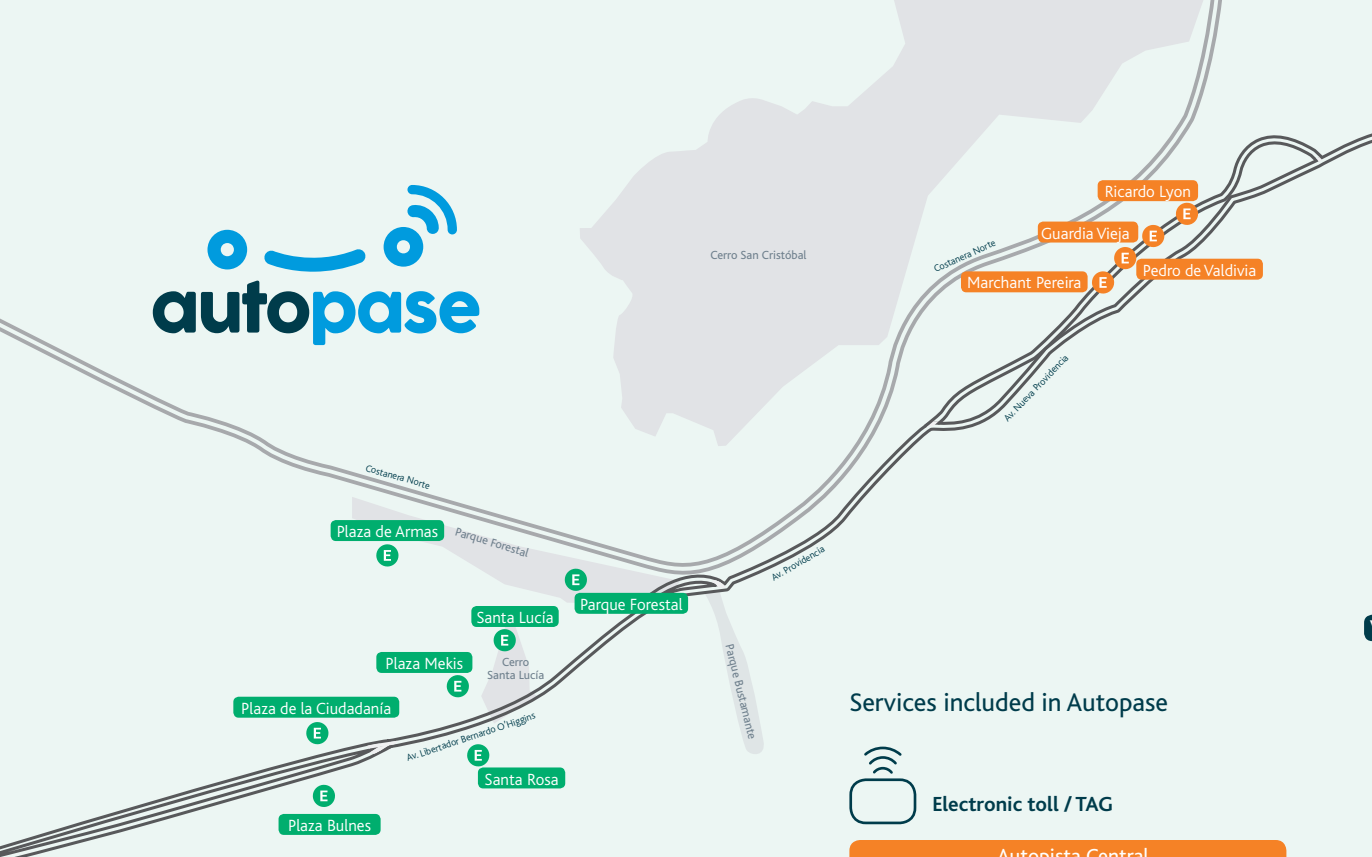 autopase
Cerro San Cristóbal
Costanera Norte
Ricardo Lyon
E
Guardia Vieja
E
E
Pedro de Valdivia
Marchant Pereira
E
Av. Nueva Providencia
Costanera Norte
Plaza de Armas
E
Parque Forestal
E
Parque Forestal
Av. Providencia
Santa Lucía
E
Cerro
Santa Lucía
Plaza Mekis
E
Parque Bustamante
Plaza de la Ciudadanía
E
Av. Libertador Bernardo O'Higgins
E
Santa Rosa
E
Plaza Bulnes
Services included in Autopase
Electronic toll / TAG
Autopista Central